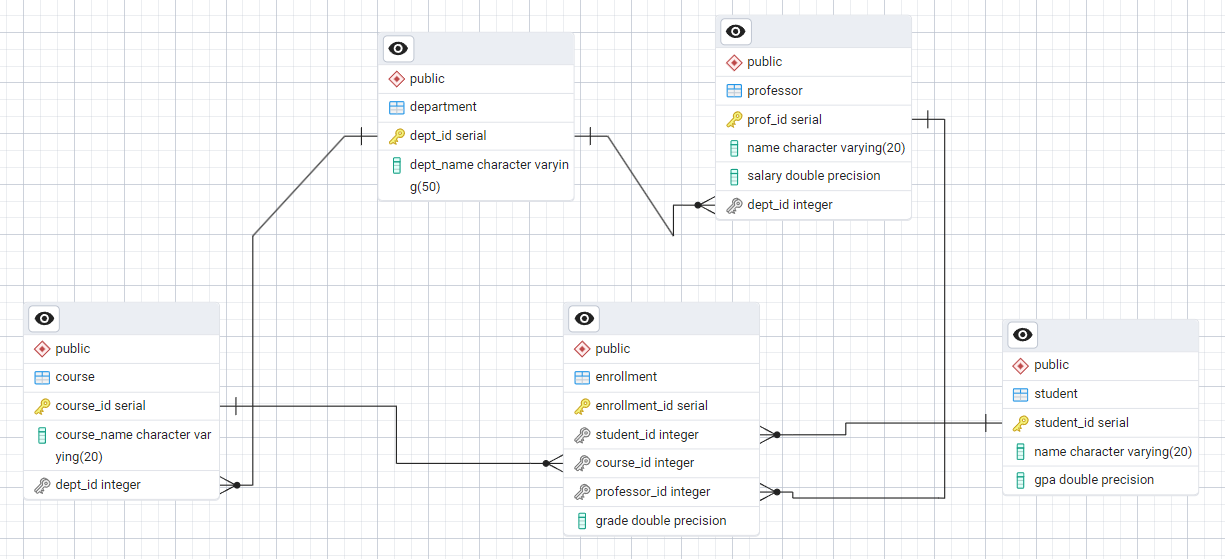 public
department
dept_id serial
dept_name character varyin
g(50)
public
professor
prof_id serial
name character varying(20)
salary double precision
dept_id integer
public
course
course_id serial
course_name character var
ying(20)
dept_id integer
public
enrollment
enrollment_id serial
student_id integer
course_id integer
professor_id integer
grade double precision
public
student
student_id serial
name character varying(20)
gpa double precision